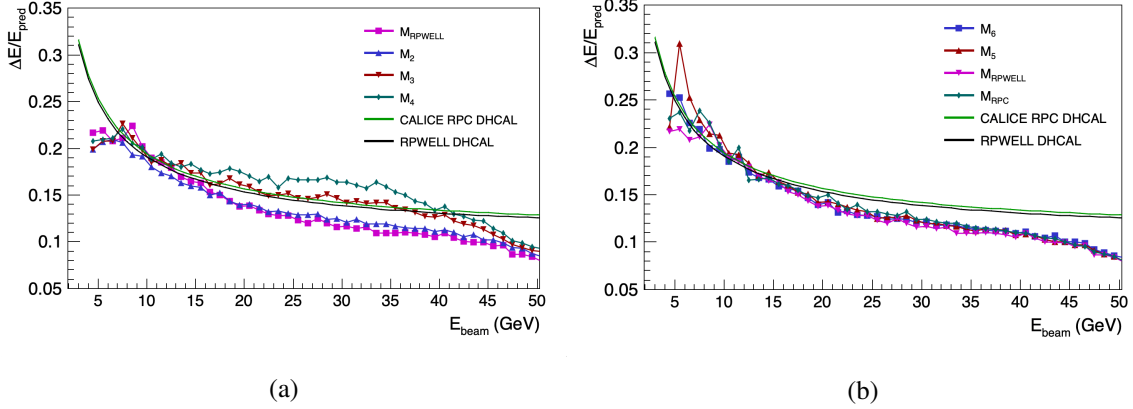 ΔE/E_pred
0.35
0.3
0.25
0.2
0.15
0.1
0.05
M_RPWELL
M_2
M_3
M_4
CALICE RPC DHCAL
RPWELL DHCAL
5 10 15 20 25 30 35 40 45 50
E_beam (GeV)
(a)
ΔE/E_pred
0.35
0.3
0.25
0.2
0.15
0.1
0.05
M_6
M_5
M_RPWELL
M_RPC
CALICE RPC DHCAL
RPWELL DHCAL
5 10 15 20 25 30 35 40 45 50
E_beam (GeV)
(b)